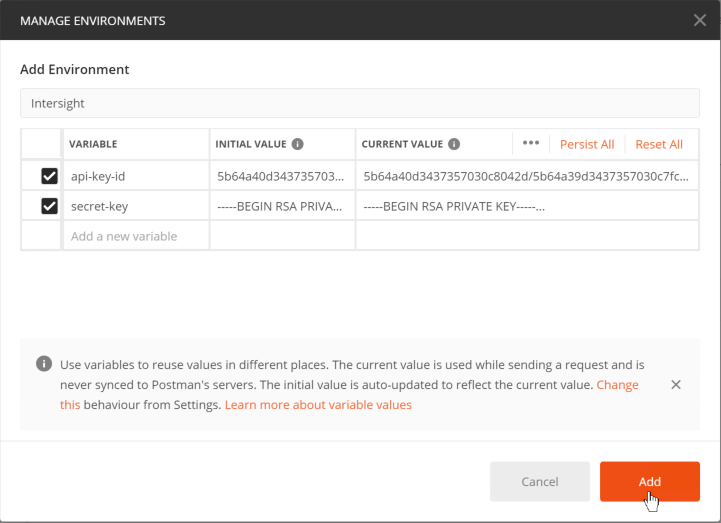 MANAGE ENVIRONMENTS
Add Environment
Intersight
VARIABLE INITIAL VALUE CURRENT VALUE ••• Persist All Reset All
api-key-id 5b64a40d343735703... 5b64a40d3437357030c8042d/5b64a39d3437357030c7fc...
secret-key -----BEGIN RSA PRIVA... -----BEGIN RSA PRIVATE KEY-----...
Add a new variable
Use variables to reuse values in different places. The current value is used while sending a request and is
never synced to Postman's servers. The initial value is auto-updated to reflect the current value. Change
this behaviour from Settings. Learn more about variable values
Cancel Add